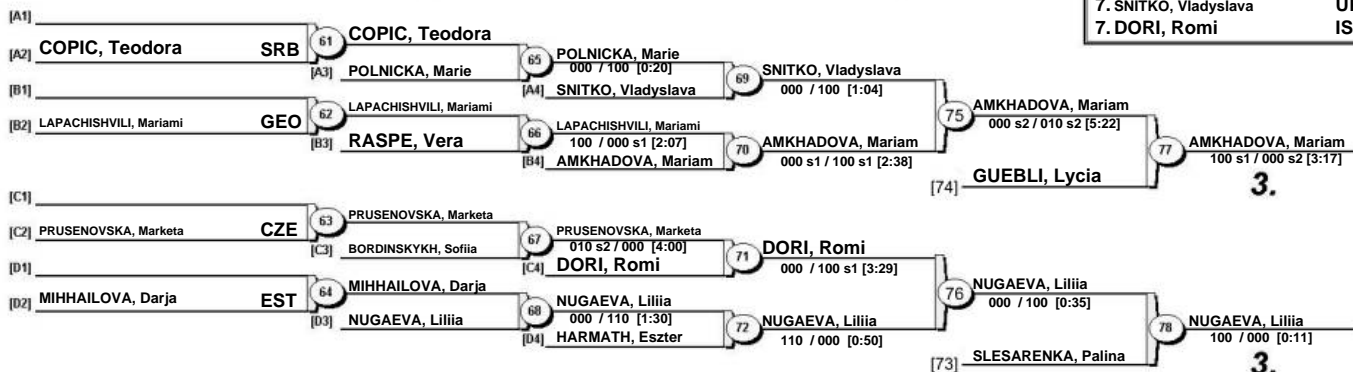 7. SNITKO, Vladyslava
7. DORI, Romi IS
[A1]
[A2] COPIC, Teodora SRB 61 COPIC, Teodora
[A3] POLNICKA, Marie 65 POLNICKA, Marie
000 / 100 [0:20]
[A4] SNITKO, Vladyslava 69 SNITKO, Vladyslava
000 / 100 [1:04]
[B1]
[B2] LAPACHISHVILI, Mariami GEO 62 LAPACHISHVILI, Mariami
[B3] RASPE, Vera 66 LAPACHISHVILI, Mariami
100 / 000 s1 [2:07]
[B4] AMKHADOVA, Mariam 70 AMKHADOVA, Mariam
000 s1 / 100 s1 [2:38]
75 AMKHADOVA, Mariam
000 s2 / 010 s2 [5:22]
[74] GUEBLI, Lycia 77 AMKHADOVA, Mariam
100 s1 / 000 s2 [3:17]
3.
[C1]
[C2] PRUSENOVSKA, Marketa CZE 63 PRUSENOVSKA, Marketa
[C3] BORDINSKYKH, Sofiia 67 PRUSENOVSKA, Marketa
010 s2 / 000 [4:00]
[C4] DORI, Romi 71 DORI, Romi
000 / 100 s1 [3:29]
[D1]
[D2] MIHHAILOVA, Darja EST 64 MIHHAILOVA, Darja
[D3] NUGAEVA, Liliia 68 NUGAEVA, Liliia
000 / 110 [1:30]
[D4] HARMATH, Eszter 72 NUGAEVA, Liliia
110 / 000 [0:50]
76 NUGAEVA, Liliia
000 / 100 [0:35]
[73] SLESARENKA, Palina 78 NUGAEVA, Liliia
100 / 000 [0:11]
3.